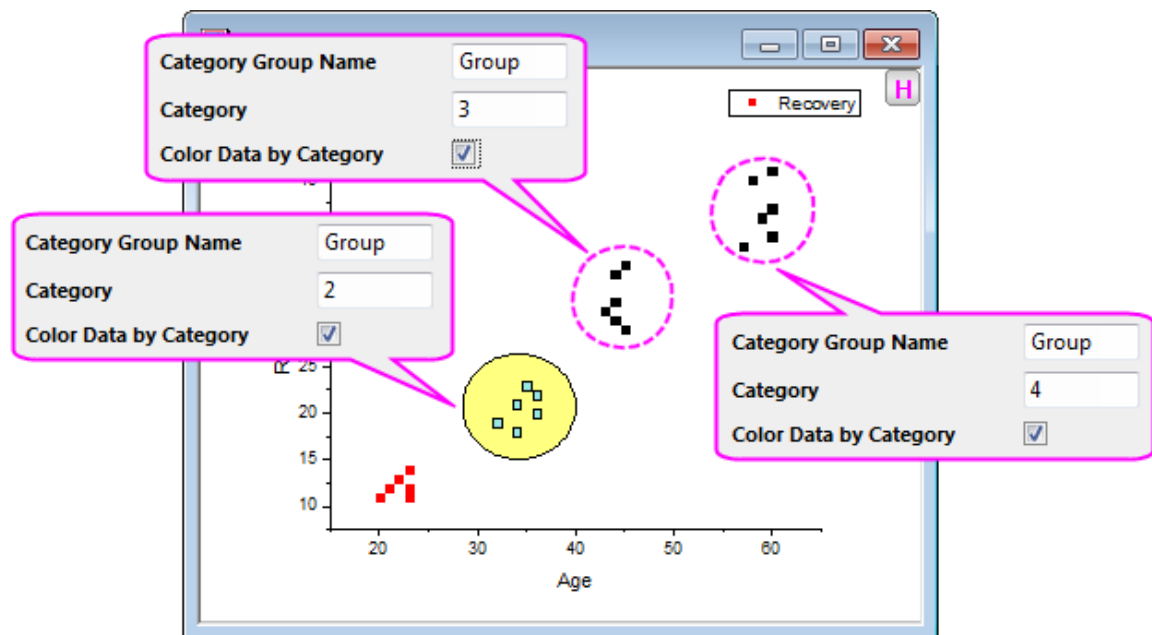 Category Group Name Group
Category 3
Color Data by Category
H
Recovery
Category Group Name Group
Category 2
Color Data by Category
Category Group Name Group
Category 4
Color Data by Category
R
25
20
15
10
20 30 40 50 60
Age